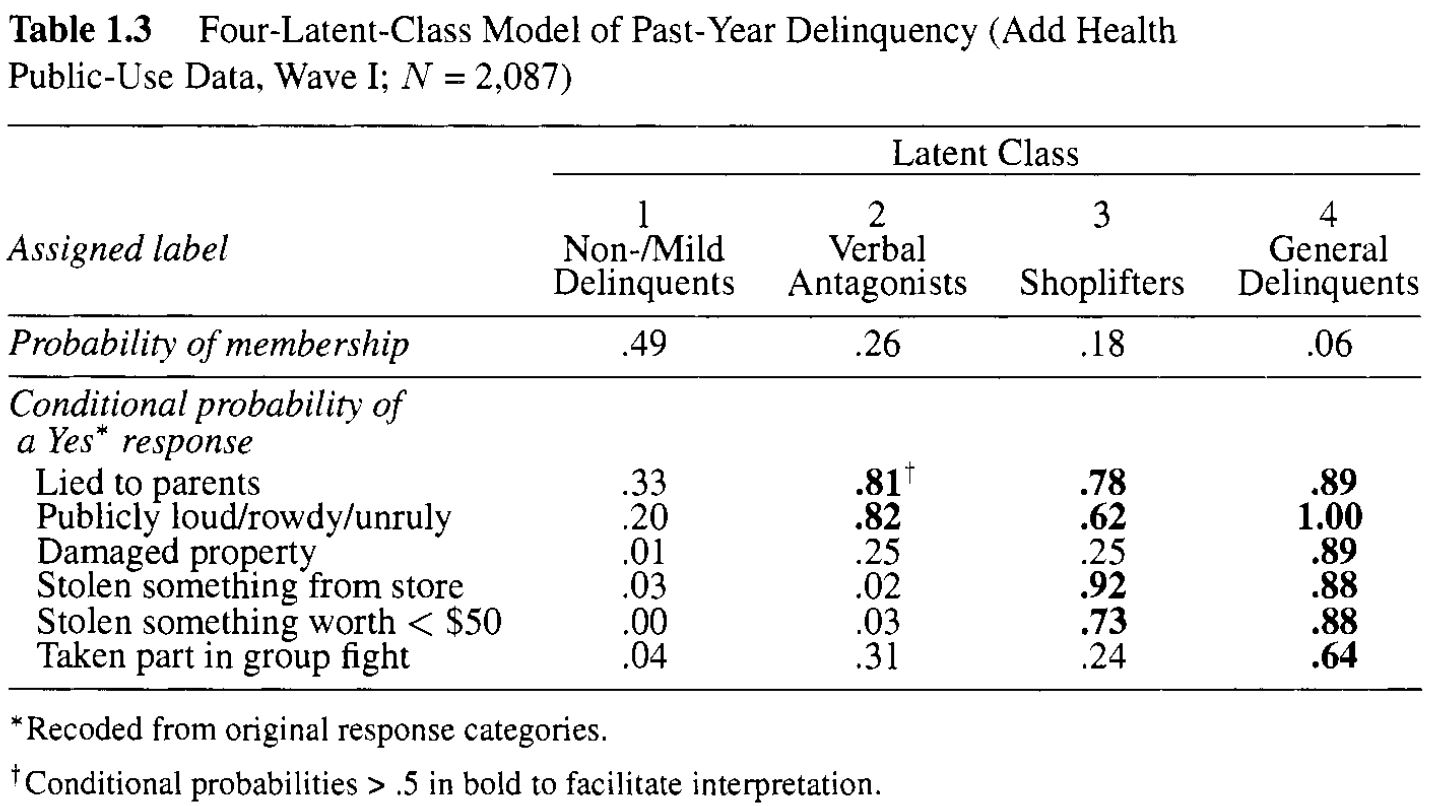 Table 1.3 Four-Latent-Class Model of Past-Year Delinquency (Add Health
Public-Use Data, Wave I; N = 2,087)
Latent Class
1 2 3 4
Assigned label Non-/Mild Verbal General
Delinquents Antagonists Shoplifters Delinquents
Probability of membership .49 .26 .18 .06
Conditional probability of
a Yes* response
Lied to parents .33 .81† .78 .89
Publicly loud/rowdy/unruly .20 .82 .62 1.00
Damaged property .01 .25 .25 .89
Stolen something from store .03 .02 .92 .88
Stolen something worth < $50 .00 .03 .73 .88
Taken part in group fight .04 .31 .24 .64
*Recoded from original response categories.
†Conditional probabilities > .5 in bold to facilitate interpretation.